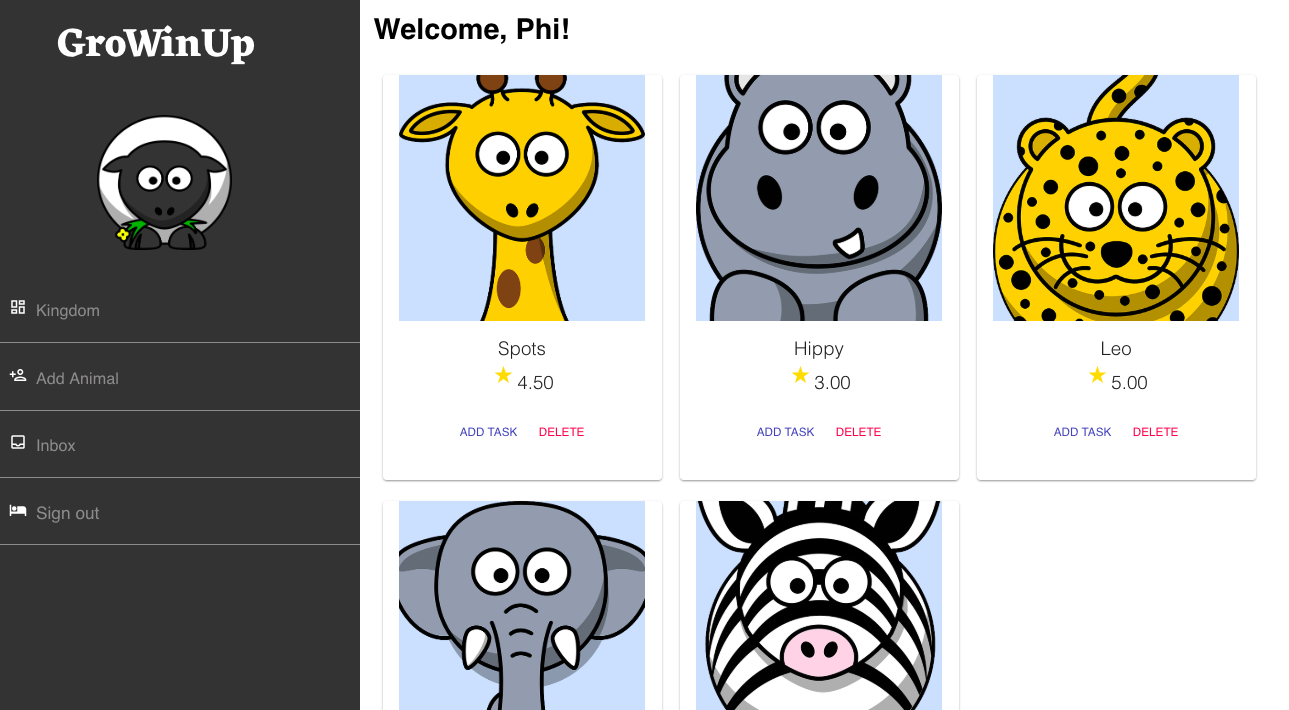 GroWinUp
Kingdom
Add Animal
Inbox
Sign out
Welcome, Phi!
Spots
4.50
ADD TASK DELETE
Hippy
3.00
ADD TASK DELETE
Leo
5.00
ADD TASK DELETE